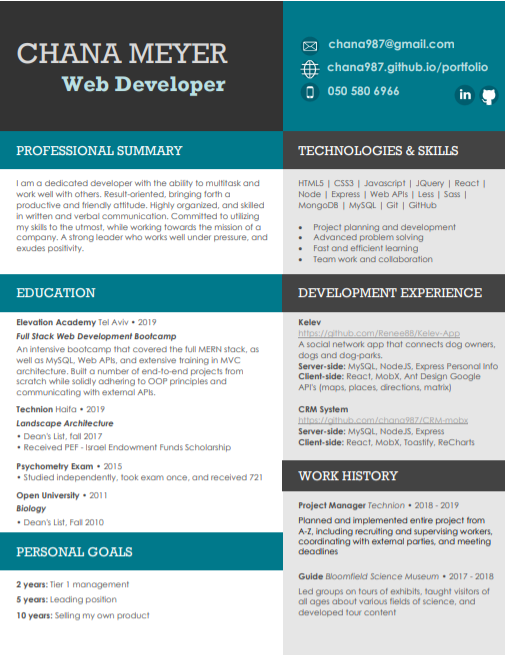 CHANA MEYER
Web Developer
chana987@gmail.com
chana987.github.io/portfolio
050 580 6966
in
PROFESSIONAL SUMMARY
I am a dedicated developer with the ability to multitask and
work well with others. Result-oriented, bringing forth a
productive and friendly attitude. Highly organized, and skilled
in written and verbal communication. Committed to utilizing
my skills to the utmost, while working towards the mission of a
company. A strong leader who works well under pressure, and
exudes positivity.
EDUCATION
Elevation Academy Tel Aviv • 2019
Full Stack Web Development Bootcamp
An intensive bootcamp that covered the full MERN stack, as
well as MySQL, Web APIs, and extensive training in MVC
architecture. Built a number of end-to-end projects from
scratch while solidly adhering to OOP principles and
communicating with external APIs.
Technion Haifa • 2019
Landscape Architecture
• Dean's List, fall 2017
• Received PEF - Israel Endowment Funds Scholarship
Psychometry Exam • 2015
• Studied independently, took exam once, and received 721
Open University • 2011
Biology
• Dean's List, Fall 2010
PERSONAL GOALS
2 years: Tier 1 management
5 years: Leading position
10 years: Selling my own product
TECHNOLOGIES & SKILLS
HTML5 | CSS3 | Javascript | JQuery | React |
Node | Express | Web APIs | Less | Sass |
MongoDB | MySQL | Git | GitHub
• Project planning and development
• Advanced problem solving
• Fast and efficient learning
• Team work and collaboration
DEVELOPMENT EXPERIENCE
Kelev
https://github.com/Renee88/Kelev-App
A social network app that connects dog owners,
dogs and dog-parks.
Server-side: MySQL, NodeJS, Express Personal Info
Client-side: React, MobX, Ant Design Google
API's (maps, places, directions, matrix)
CRM System
https://github.com/chana987/CRM-mobx
Server-side: MySQL, NodeJS, Express
Client-side: React, MobX, Toastify, ReCharts
WORK HISTORY
Project Manager Technion • 2018 - 2019
Planned and implemented entire project from
A-Z, including recruiting and supervising workers,
coordinating with external parties, and meeting
deadlines
Guide Bloomfield Science Museum • 2017 - 2018
Led groups on tours of exhibits, taught visitors of
all ages about various fields of science, and
developed tour content